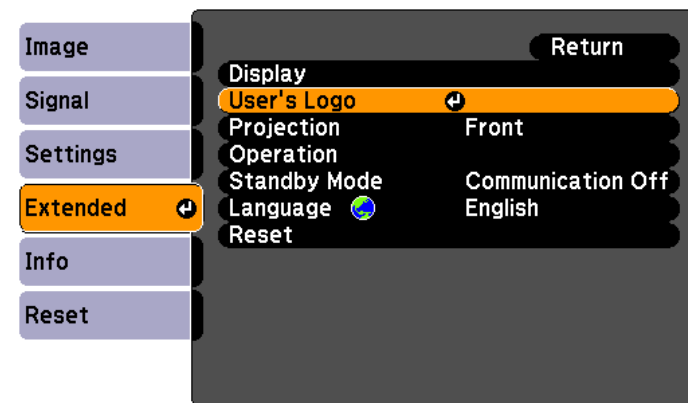 Image
Signal
Settings
Extended
Info
Reset
Return
Display
User's Logo
Projection Front
Operation
Standby Mode Communication Off
Language English
Reset